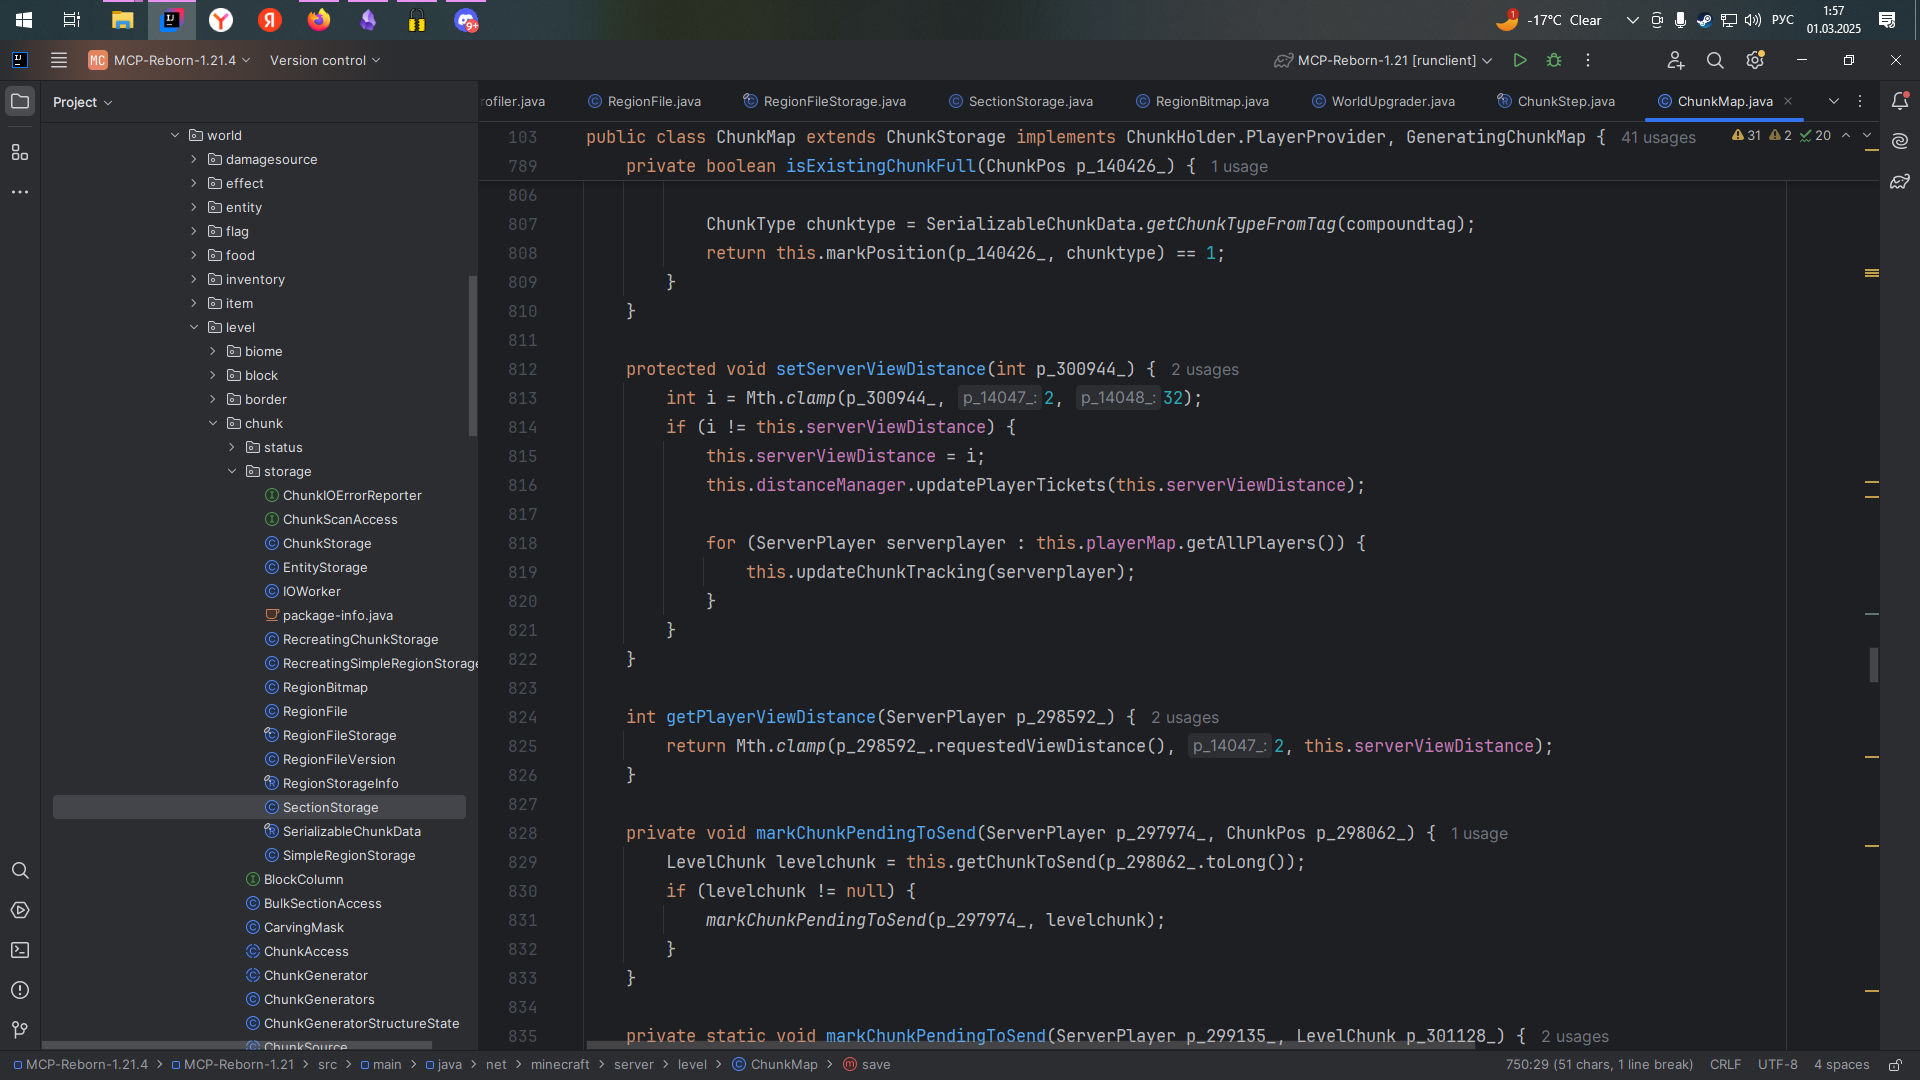 9+
1
-17°C Clear
РУС
1:57
01.03.2025
MC MCP-Reborn-1.21.4
Version control
MCP-Reborn-1.21 [runclient]
Project
rofiler.java
RegionFile.java
RegionFileStorage.java
SectionStorage.java
RegionBitmap.java
WorldUpgrader.java
ChunkStep.java
ChunkMap.java
world
damagesource
effect
entity
flag
food
inventory
item
level
biome
block
border
chunk
status
storage
ChunkIOErrorReporter
ChunkScanAccess
ChunkStorage
EntityStorage
IOWorker
package-info.java
RecreatingChunkStorage
RecreatingSimpleRegionStorage
RegionBitmap
RegionFile
RegionFileStorage
RegionFileVersion
RegionStorageInfo
SectionStorage
SerializableChunkData
SimpleRegionStorage
BlockColumn
BulkSectionAccess
CarvingMask
ChunkAccess
ChunkGenerator
ChunkGenerators
ChunkGeneratorStructureState
ChunkSource
31 2 20
103 public class ChunkMap extends ChunkStorage implements ChunkHolder.PlayerProvider, GeneratingChunkMap { 41 usages
789 private boolean isExistingChunkFull(ChunkPos p_140426_) { 1 usage
806
807 ChunkType chunktype = SerializableChunkData.getChunkTypeFromTag(compoundtag);
808 return this.markPosition(p_140426_, chunktype) == 1;
809 }
810 }
811
812 protected void setServerViewDistance(int p_300944_) { 2 usages
813 int i = Mth.clamp(p_300944_, p_14047_: 2, p_14048_: 32);
814 if (i != this.serverViewDistance) {
815 this.serverViewDistance = i;
816 this.distanceManager.updatePlayerTickets(this.serverViewDistance);
817
818 for (ServerPlayer serverplayer : this.playerMap.getAllPlayers()) {
819 this.updateChunkTracking(serverplayer);
820 }
821 }
822 }
823
824 int getPlayerViewDistance(ServerPlayer p_298592_) { 2 usages
825 return Mth.clamp(p_298592_.requestedViewDistance(), p_14047_: 2, this.serverViewDistance);
826 }
827
828 private void markChunkPendingToSend(ServerPlayer p_297974_, ChunkPos p_298062_) { 1 usage
829 LevelChunk levelchunk = this.getChunkToSend(p_298062_.toLong());
830 if (levelchunk != null) {
831 markChunkPendingToSend(p_297974_, levelchunk);
832 }
833 }
834
835 private static void markChunkPendingToSend(ServerPlayer p_299135_, LevelChunk p_301128_) { 2 usages
MCP-Reborn-1.21.4 > MCP-Reborn-1.21 > src > main > java > net > minecraft > server > level > ChunkMap > save
750:29 (51 chars, 1 line break) CRLF UTF-8 4 spaces